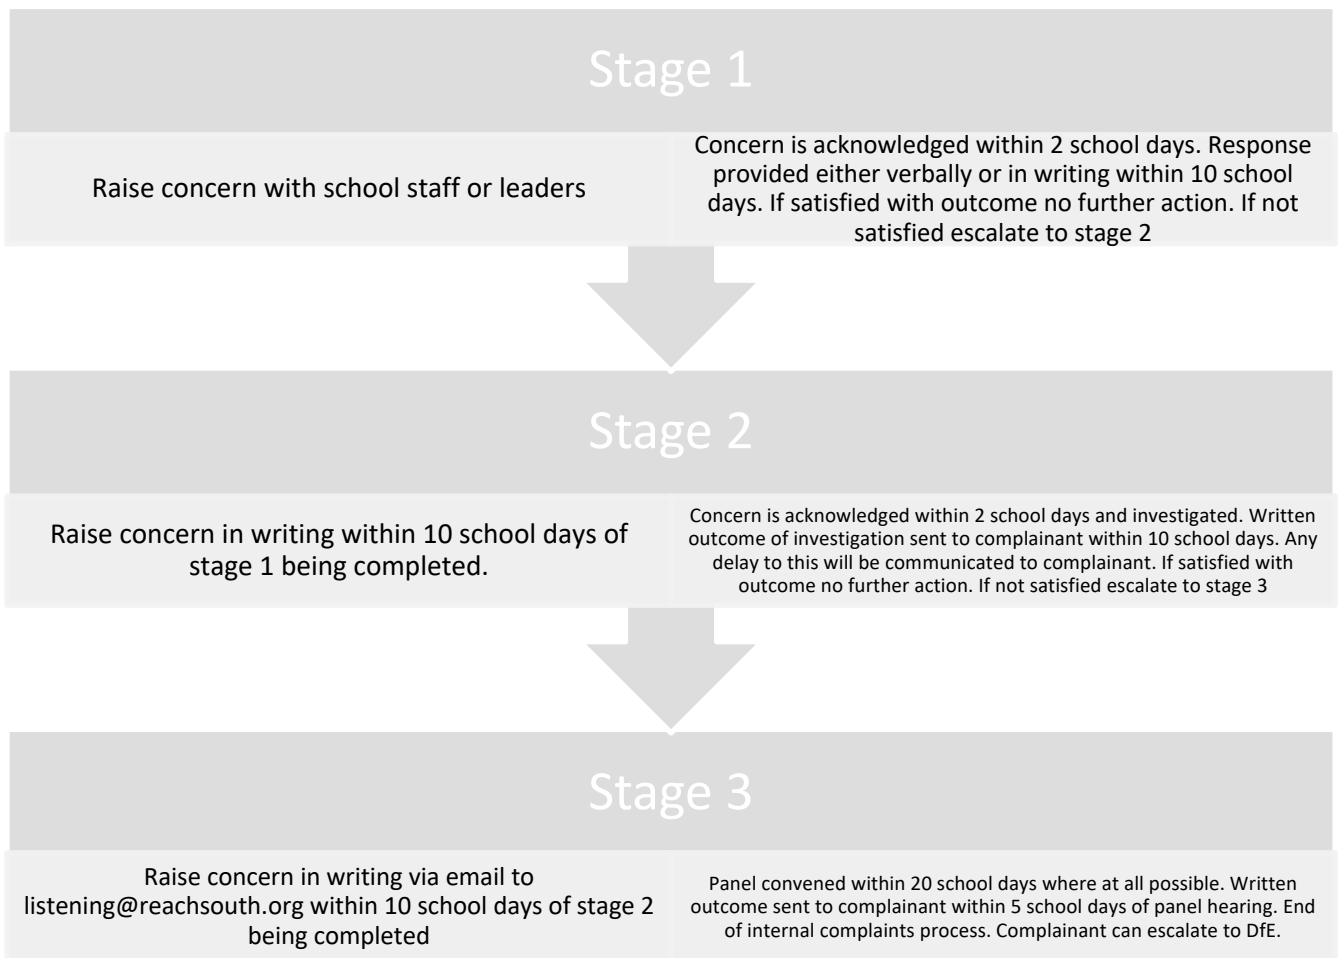 Stage 1
Raise concern with school staff or leaders
Concern is acknowledged within 2 school days. Response
provided either verbally or in writing within 10 school
days. If satisfied with outcome no further action. If not
satisfied escalate to stage 2
Stage 2
Raise concern in writing within 10 school days of
stage 1 being completed.
Concern is acknowledged within 2 school days and investigated. Written
outcome of investigation sent to complainant within 10 school days. Any
delay to this will be communicated to complainant. If satisfied with
outcome no further action. If not satisfied escalate to stage 3
Stage 3
Raise concern in writing via email to
listening@reachsouth.org within 10 school days of stage 2
being completed
Panel convened within 20 school days where at all possible. Written
outcome sent to complainant within 5 school days of panel hearing. End
of internal complaints process. Complainant can escalate to DfE.